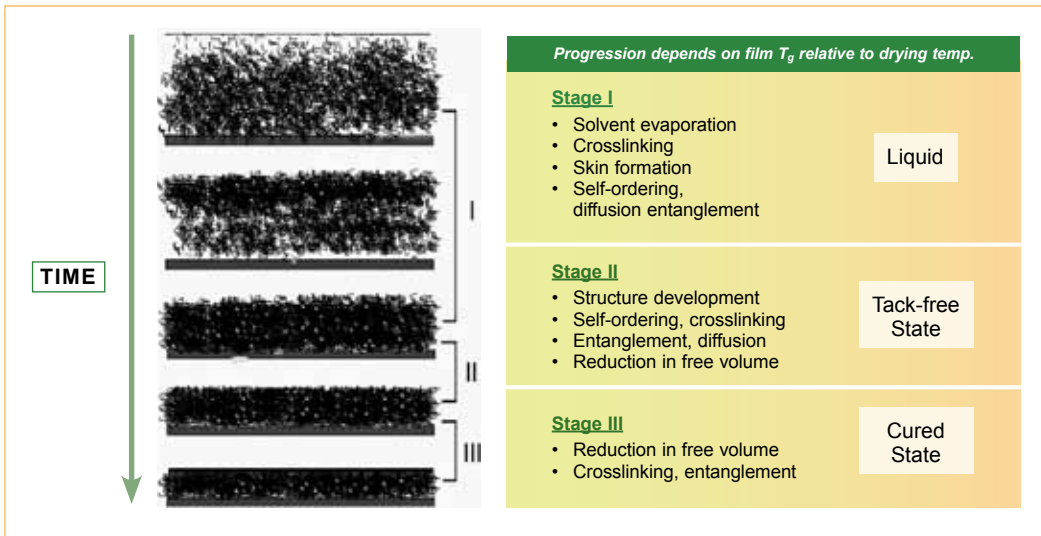 TIME
I
II
III
Progression depends on film Tg relative to drying temp.
Stage I
• Solvent evaporation
• Crosslinking
• Skin formation
• Self-ordering,
diffusion entanglement
Liquid
Stage II
• Structure development
• Self-ordering, crosslinking
• Entanglement, diffusion
• Reduction in free volume
Tack-free
State
Stage III
• Reduction in free volume
• Crosslinking, entanglement
Cured
State